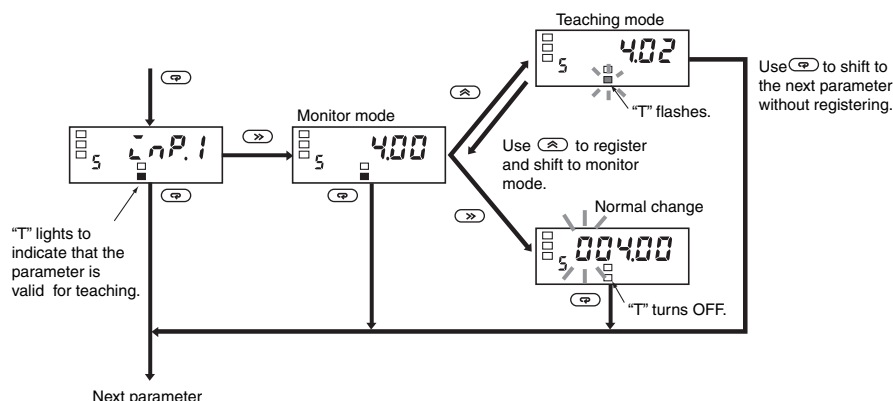 Teaching mode
S 4.02
Use to shift to
the next parameter
without registering.
"T" flashes.
Monitor mode
S inP.1
S 4.00
Use to register
and shift to monitor
mode.
Normal change
S 004.00
"T" lights to
indicate that the
parameter is
valid for teaching.
"T" turns OFF.
Next parameter